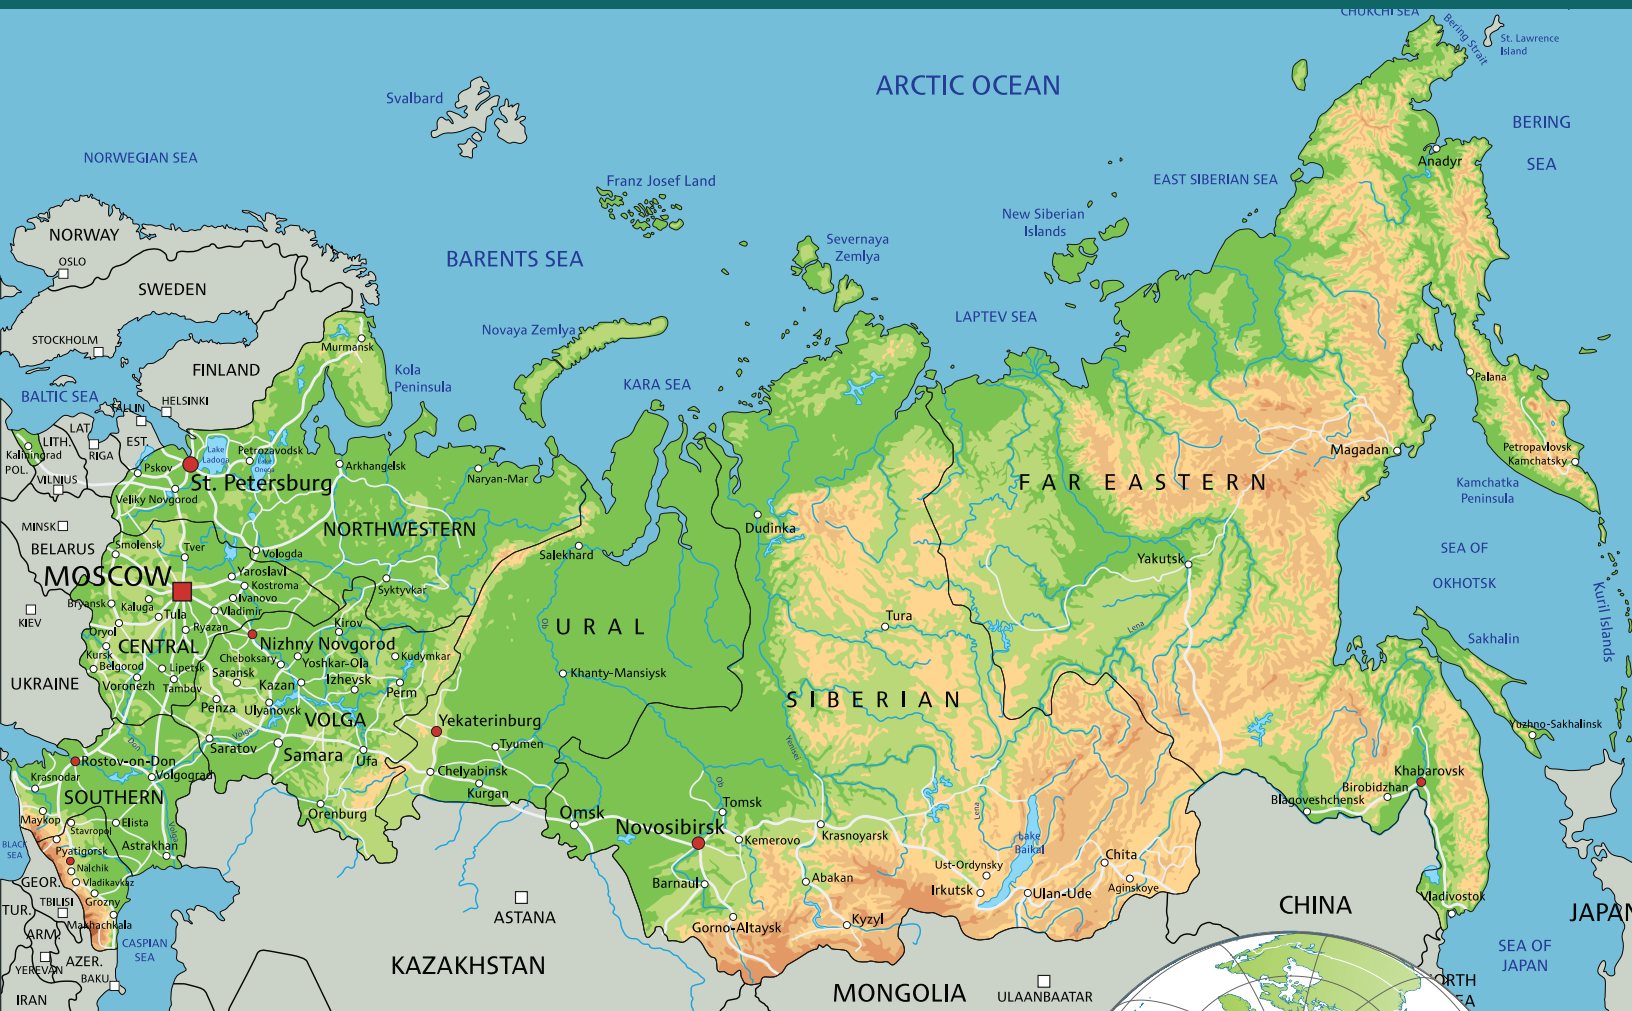 CHUKCHI SEA
Bering Strait
St. Lawrence
Island
ARCTIC OCEAN
Svalbard
BERING
SEA
NORWEGIAN SEA
Anadyr
Franz Josef Land
EAST SIBERIAN SEA
New Siberian
Islands
NORWAY
OSLO
Severnaya
Zemlya
BARENTS SEA
SWEDEN
LAPTEV SEA
Novaya Zemlya
STOCKHOLM
Murmansk
FINLAND
Kola
Peninsula
KARA SEA
Palana
BALTIC SEA
TALLIN
HELSINKI
LAT.
LITH.
EST.
RIGA
Kaliningrad
POL.
VILNIUS
Lake
Ladoga
Lake
Onega
Petrozavodsk
Pskov
St. Petersburg
Veliky Novgorod
Arkhangelsk
Naryan-Mar
Magadan
Petropavlovsk
Kamchatsky
Kamchatka
Peninsula
FAR EASTERN
MINSK
BELARUS
NORTHWESTERN
Dudinka
Smolensk
Tver
Vologda
Salekhard
Yakutsk
SEA OF
OKHOTSK
MOSCOW
Yaroslavl
Kostroma
Ivanovo
Vladimir
Syktyvkar
Bryansk
Kaluga
Tula
Ryazan
KIEV
Oryol
Kirov
Ob
URAL
Tura
Lena
Kuril Islands
Sakhalin
CENTRAL
Nizhny Novgorod
Kursk
Belgorod
Lipetsk
Cheboksary
Yoshkar-Ola
Kudymkar
Saransk
Izhevsk
Khanty-Mansiysk
UKRAINE
Voronezh
Tambov
Kazan
Perm
SIBERIAN
Penza
Ulyanovsk
VOLGA
Yekaterinburg
Yuzhno-Sakhalinsk
Don
Volga
Saratov
Samara
Ufa
Tyumen
Yenisei
Rostov-on-Don
Volgograd
Chelyabinsk
Kurgan
Ob
Khabarovsk
Krasnodar
SOUTHERN
Birobidzhan
Blagoveshchensk
Maykop
Stavropol
Elista
Orenburg
Omsk
Tomsk
Lena
Novosibirsk
Kemerovo
Krasnoyarsk
Lake
Baikal
BLACK
SEA
Pyatigorsk
Astrakhan
Volga
Nalchik
Vladikavkaz
GEOR.
Grozny
Chita
Ust-Ordynsky
Irkutsk
Ulan-Ude
Aginskoye
Barnaul
Abakan
Vladivostok
TBILISI
TUR.
Makhachkala
ASTANA
Gorno-Altaysk
Kyzyl
CHINA
JAPAN
ARM.
CASPIAN
SEA
AZER.
YEREVAN
BAKU
IRAN
KAZAKHSTAN
MONGOLIA
ULAANBAATAR
SEA OF
JAPAN
ORTH
EA